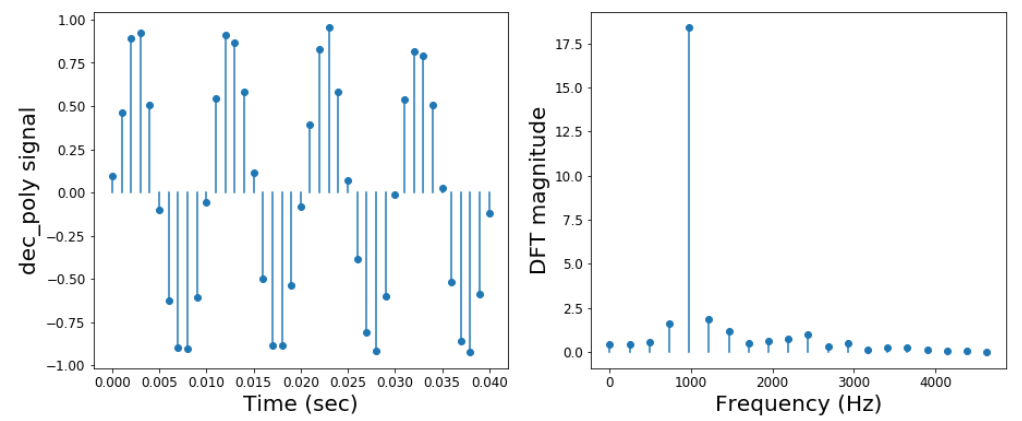 dec_poly signal
1.00
0.75
0.50
0.25
0.00
−0.25
−0.50
−0.75
−1.00
0.000 0.005 0.010 0.015 0.020 0.025 0.030 0.035 0.040
Time (sec)
DFT magnitude
17.5
15.0
12.5
10.0
7.5
5.0
2.5
0.0
0 1000 2000 3000 4000
Frequency (Hz)